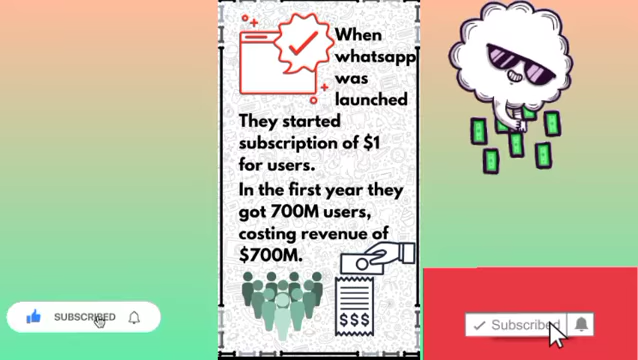 When
whatsapp
was
launched
They started
subscription of $1
for users.
In the first year they
got 700M users,
costing revenue of
$700M.
$$$
SUBSCRIBED
Subscribed